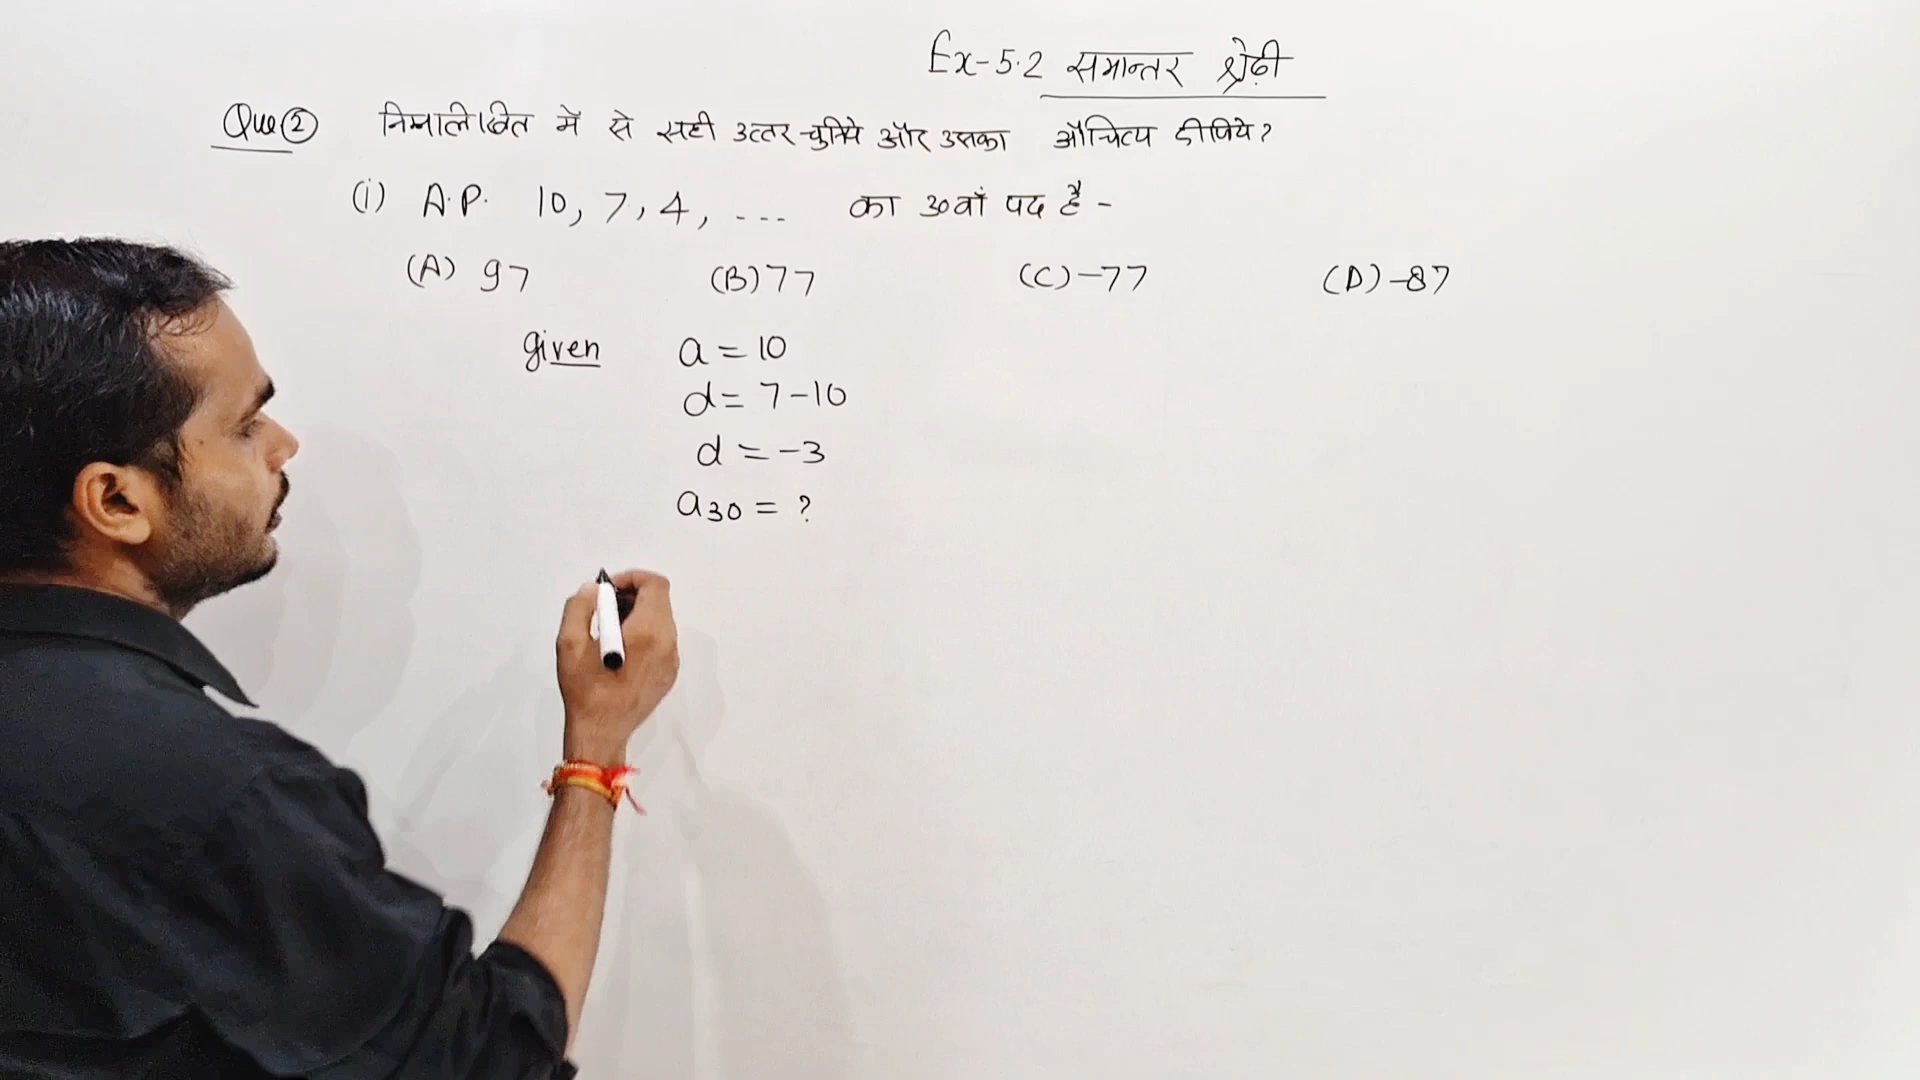 Ex-5.2 समान्तर श्रेढ़ी
Que② निम्नलिखित में से सही उत्तर चुनिये और उसका औचित्य दीजिये?
(i) A.P. 10, 7, 4, --- का 30वाँ पद है -
(A) 97 (B) 77 (C) -77 (D) -87
given a = 10
d = 7-10
d = -3
a30 = ?